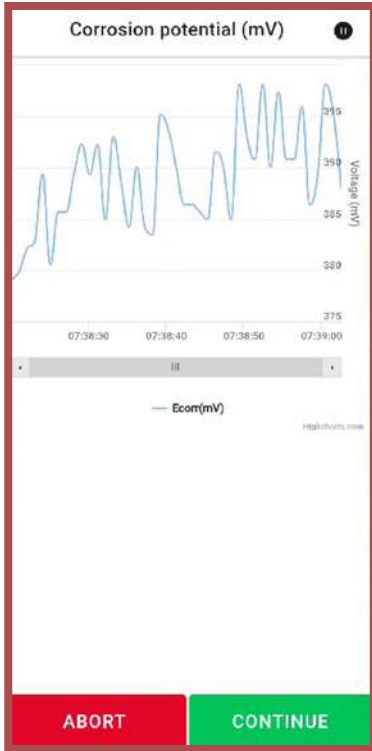 Corrosion potential (mV)
395
390
385
380
375
Voltage (mV)
07:38:30 07:38:40 07:38:50 07:39:00
Ecorr(mV)
Highcharts.com
ABORT CONTINUE